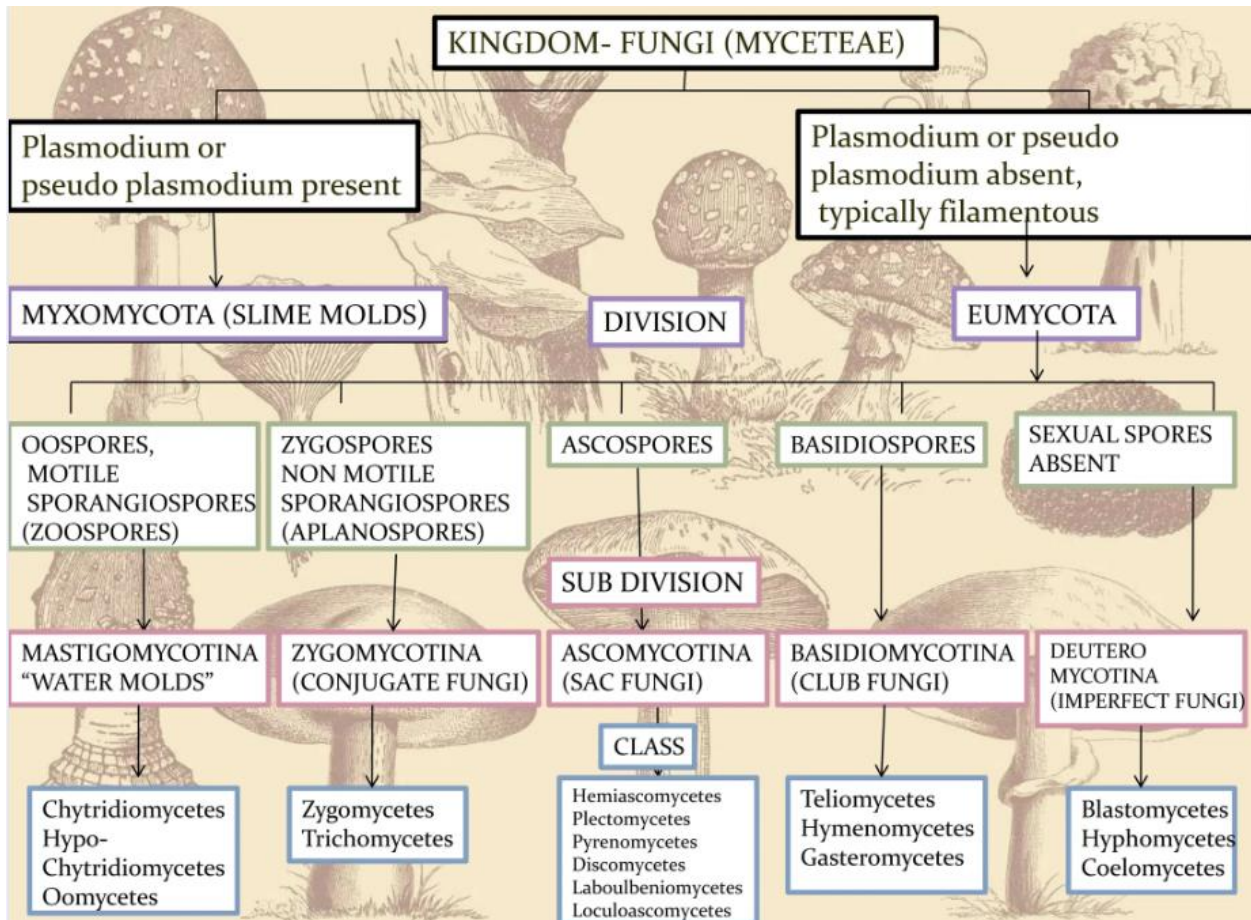 KINGDOM- FUNGI (MYCETEAE)
Plasmodium or
pseudo plasmodium present
Plasmodium or pseudo
plasmodium absent,
typically filamentous
MYXOMYCOTA (SLIME MOLDS)
DIVISION
EUMYCOTA
OOSPORES,
MOTILE
SPORANGIOSPORES
(ZOOSPORES)
ZYGOSPORES
NON MOTILE
SPORANGIOSPORES
(APLANOSPORES)
ASCOSPORES
BASIDIOSPORES
SEXUAL SPORES
ABSENT
SUB DIVISION
MASTIGOMYCOTINA
“WATER MOLDS”
ZYGOMYCOTINA
(CONJUGATE FUNGI)
ASCOMYCOTINA
(SAC FUNGI)
BASIDIOMYCOTINA
(CLUB FUNGI)
DEUTERO
MYCOTINA
(IMPERFECT FUNGI)
CLASS
Chytridiomycetes
Hypo-
Chytridiomycetes
Oomycetes
Zygomycetes
Trichomycetes
Hemiascomycetes
Plectomycetes
Pyrenomycetes
Discomycetes
Laboulbeniomycetes
Loculoascomycetes
Teliomycetes
Hymenomycetes
Gasteromycetes
Blastomycetes
Hyphomycetes
Coelomycetes